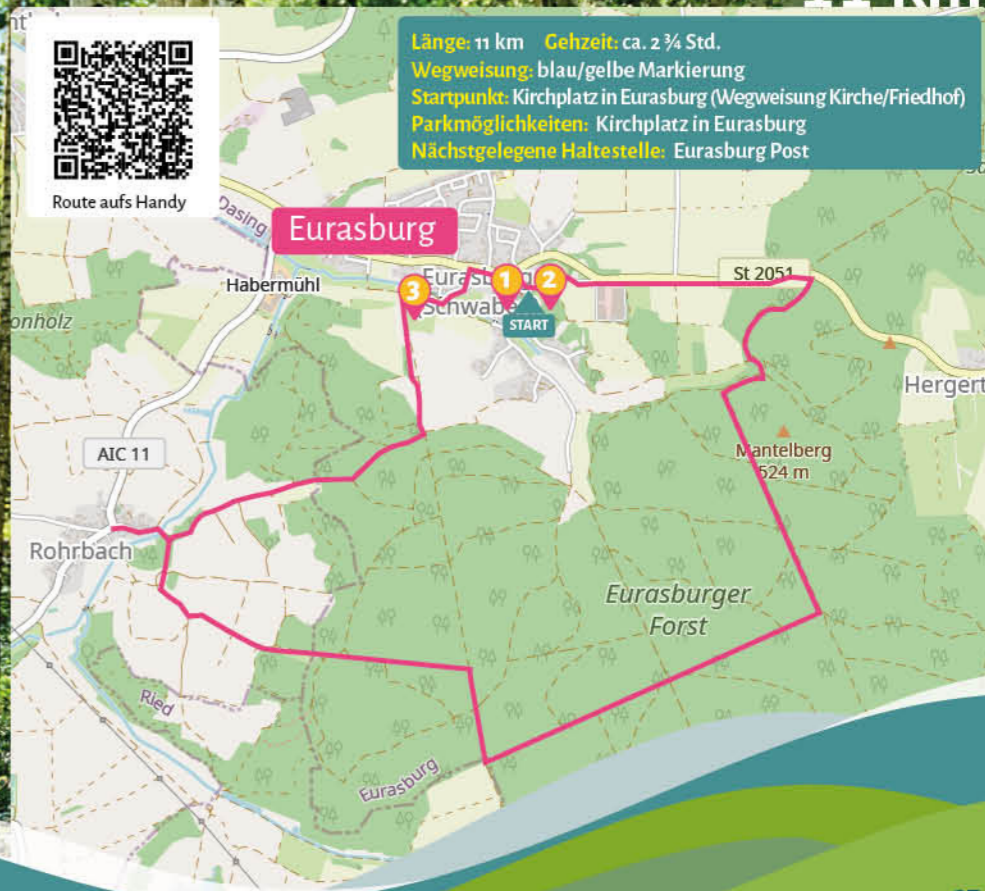 Länge: 11 km Gehzeit: ca. 2 ¾ Std.
Wegweisung: blau/gelbe Markierung
Startpunkt: Kirchplatz in Eurasburg (Wegweisung Kirche/Friedhof)
Parkmöglichkeiten: Kirchplatz in Eurasburg
Nächstgelegene Haltestelle: Eurasburg Post
Route aufs Handy
Dasing
Eurasburg
Habermühl
3
1
2
START
St 2051
Hergert
AIC 11
Mantelberg
524 m
Rohrbach
Eurasburger
Forst
Ried
Eurasburg